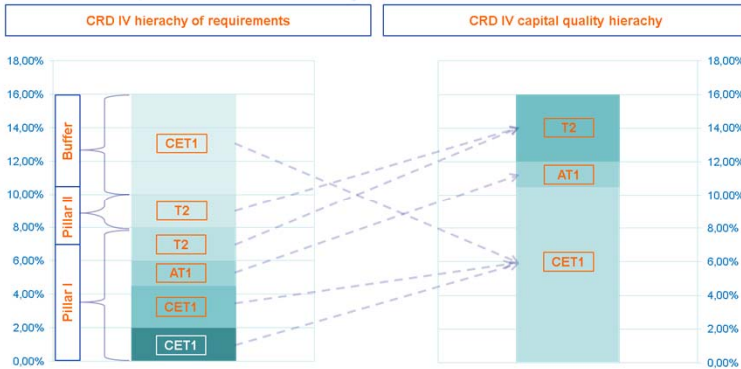 CRD IV hierachy of requirements
CRD IV capital quality hierachy
18,00%
16,00%
14,00%
12,00%
10,00%
8,00%
6,00%
4,00%
2,00%
0,00%
Buffer
Pillar II
Pillar I
CET1
T2
T2
AT1
CET1
CET1
T2
AT1
CET1
18,00%
16,00%
14,00%
12,00%
10,00%
8,00%
6,00%
4,00%
2,00%
0,00%